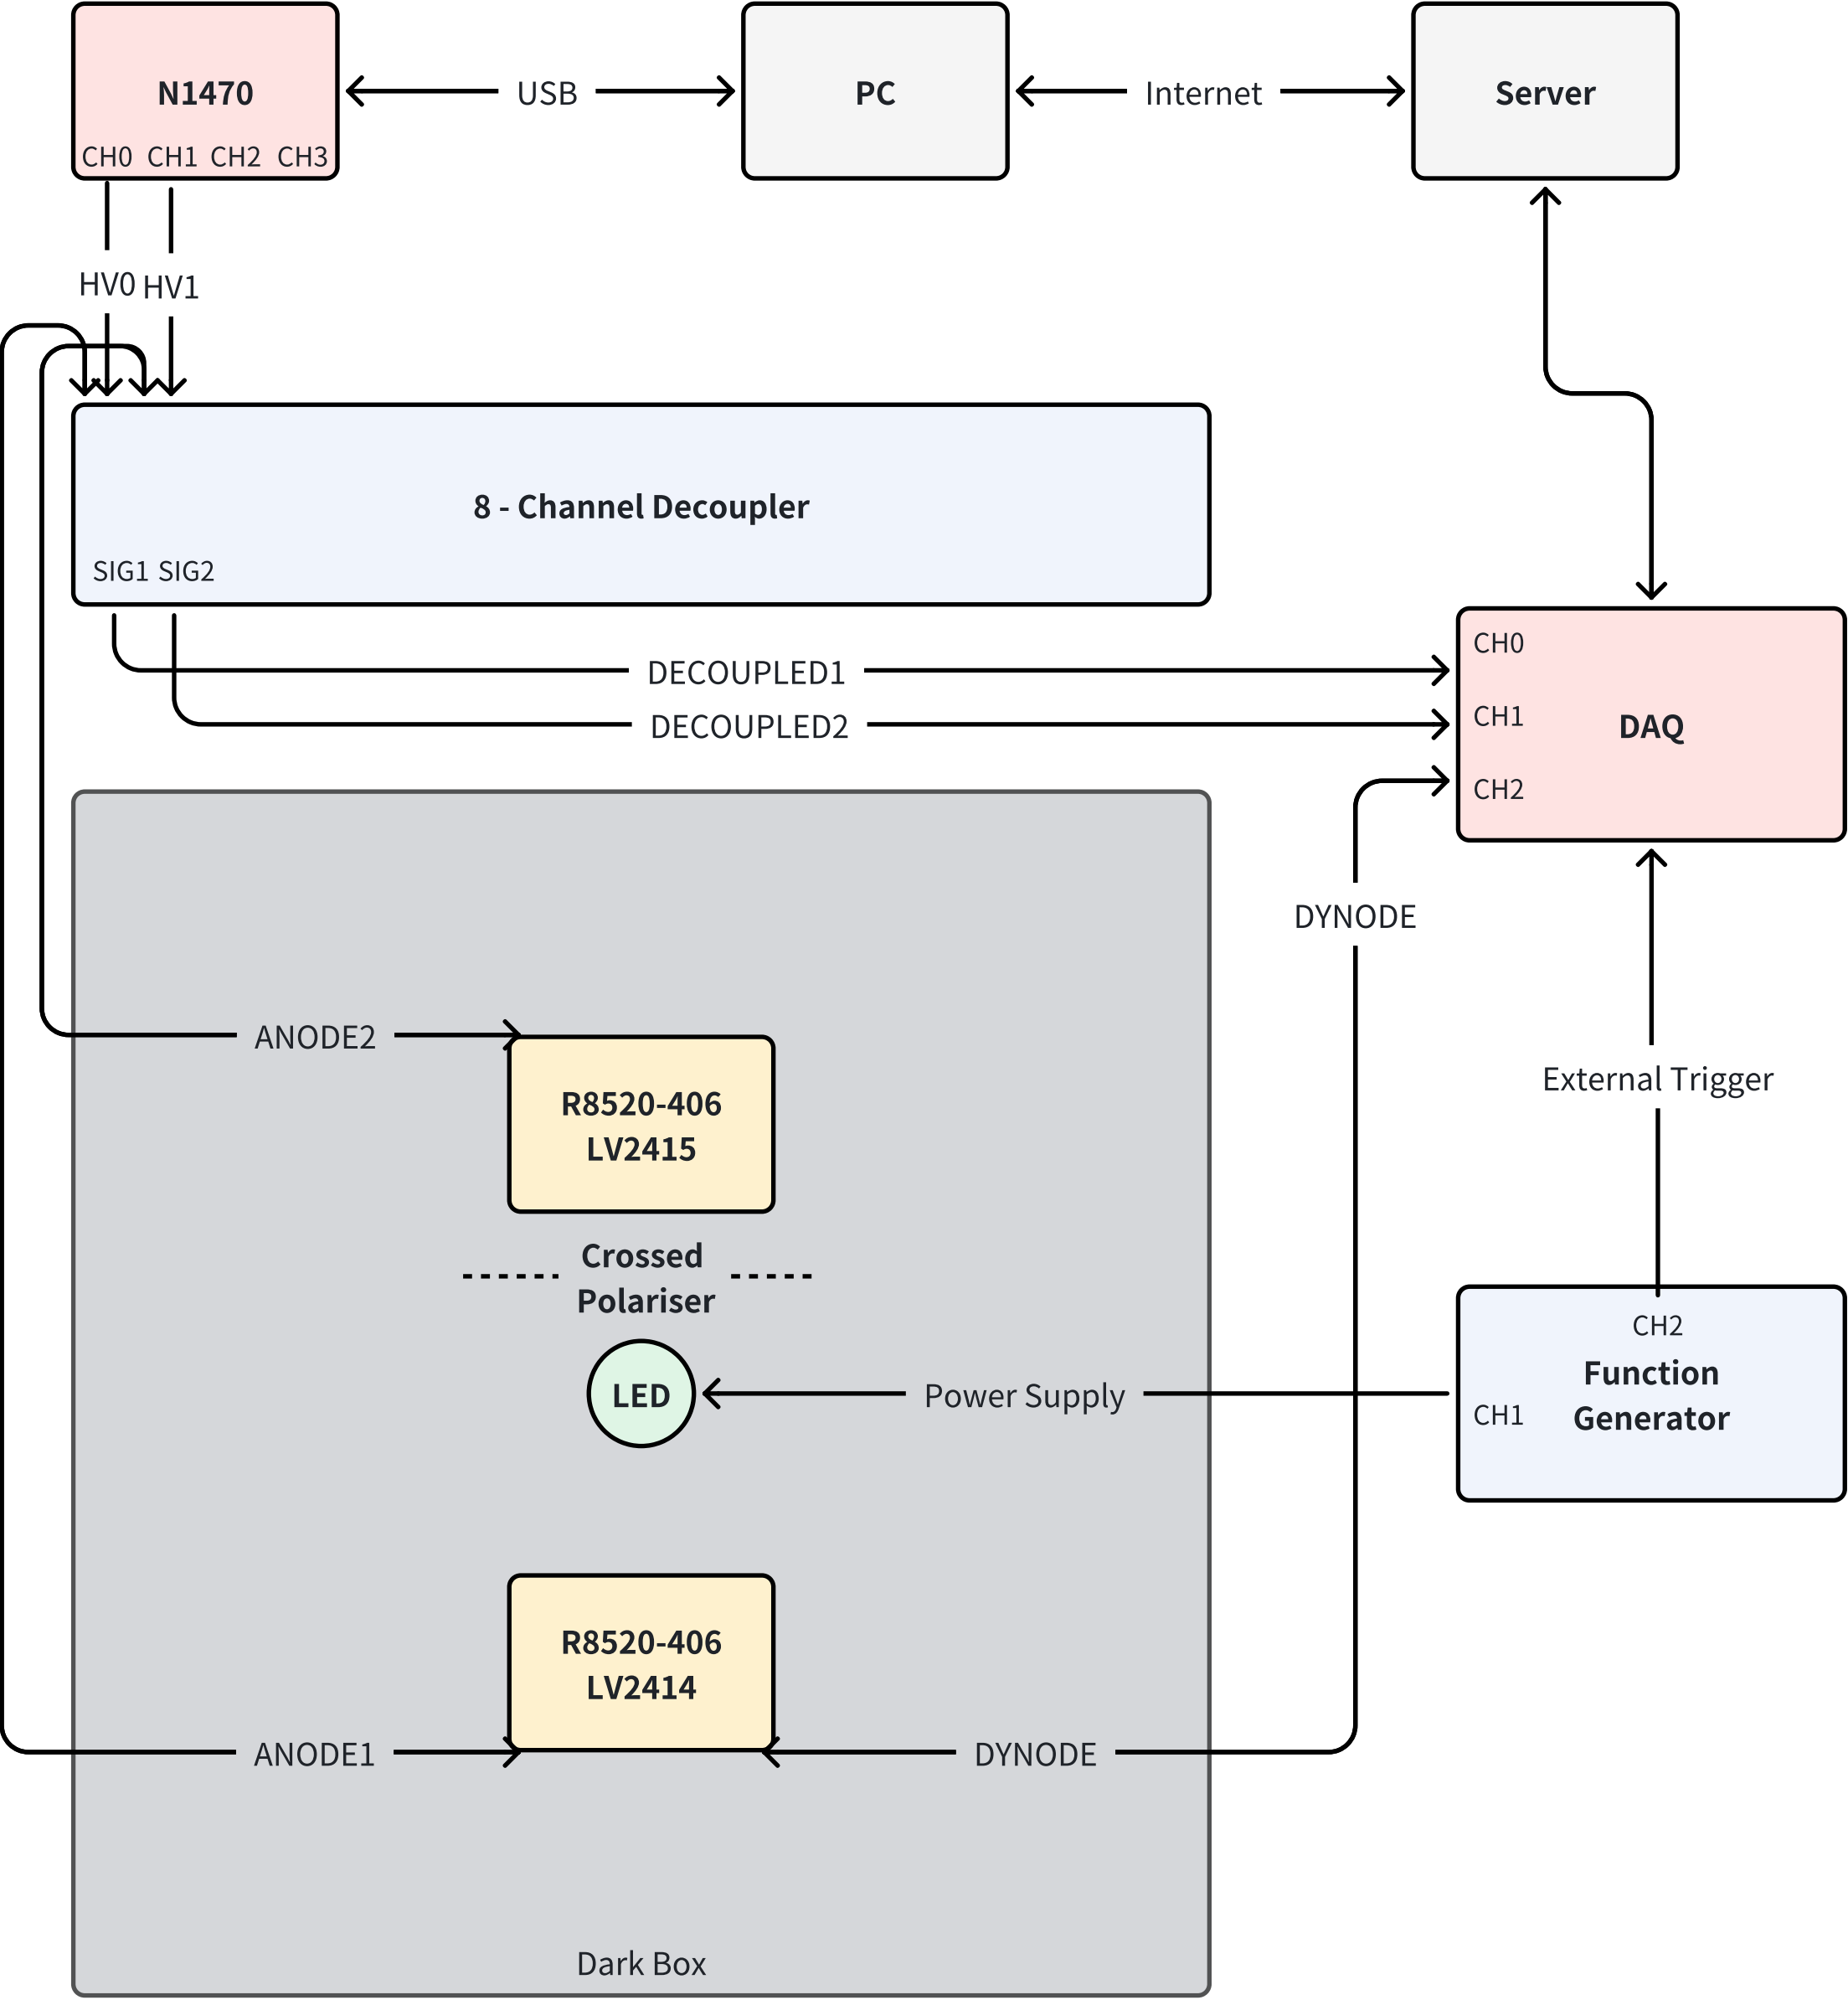 N1470
USB
PC
Internet
Server
CH0 CH1 CH2 CH3
HV0 HV1
8 - Channel Decoupler
SIG1 SIG2
CH0
DECOUPLED1
CH1
DAQ
DECOUPLED2
CH2
DYNODE
ANODE2
External Trigger
R8520-406
LV2415
Crossed
Polariser
CH2
Function
Generator
LED
Power Supply
CH1
R8520-406
LV2414
ANODE1
DYNODE
Dark Box